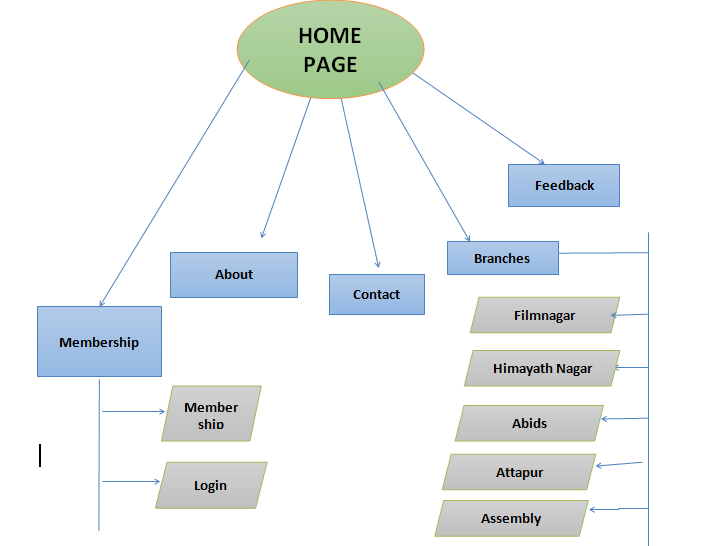 HOME
PAGE
Feedback
Branches
About
Contact
Membership
Filmnagar
Himayath Nagar
Member
ship
Abids
Attapur
Login
Assembly